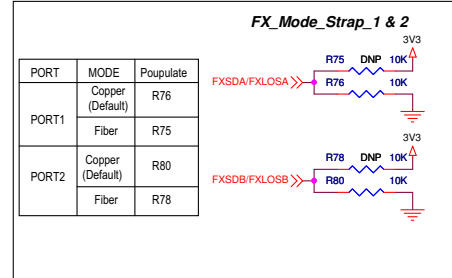 FX_Mode_Strap_1 & 2
PORT MODE Poupulate
PORT1 Copper (Default) R76
Fiber R75
PORT2 Copper (Default) R80
Fiber R78
3V3
R75 DNP 10K
FXSDA/FXLOSA
R76 10K
3V3
R78 DNP 10K
FXSDB/FXLOSB
R80 10K